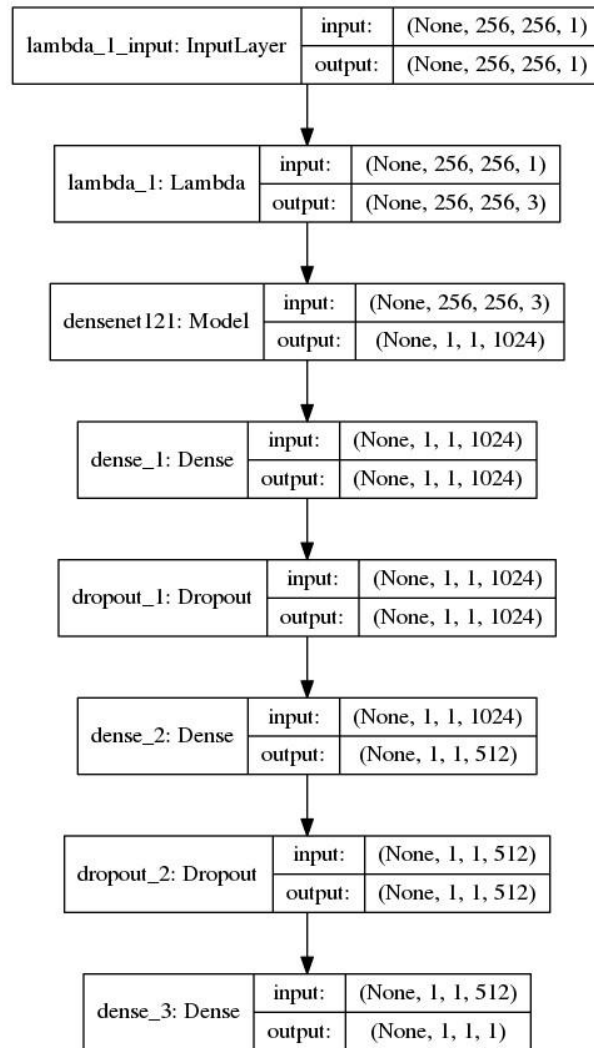 lambda_1_input: InputLayer
input: (None, 256, 256, 1)
output: (None, 256, 256, 1)
lambda_1: Lambda
input: (None, 256, 256, 1)
output: (None, 256, 256, 3)
densenet121: Model
input: (None, 256, 256, 3)
output: (None, 1, 1, 1024)
dense_1: Dense
input: (None, 1, 1, 1024)
output: (None, 1, 1, 1024)
dropout_1: Dropout
input: (None, 1, 1, 1024)
output: (None, 1, 1, 1024)
dense_2: Dense
input: (None, 1, 1, 1024)
output: (None, 1, 1, 512)
dropout_2: Dropout
input: (None, 1, 1, 512)
output: (None, 1, 1, 512)
dense_3: Dense
input: (None, 1, 1, 512)
output: (None, 1, 1, 1)